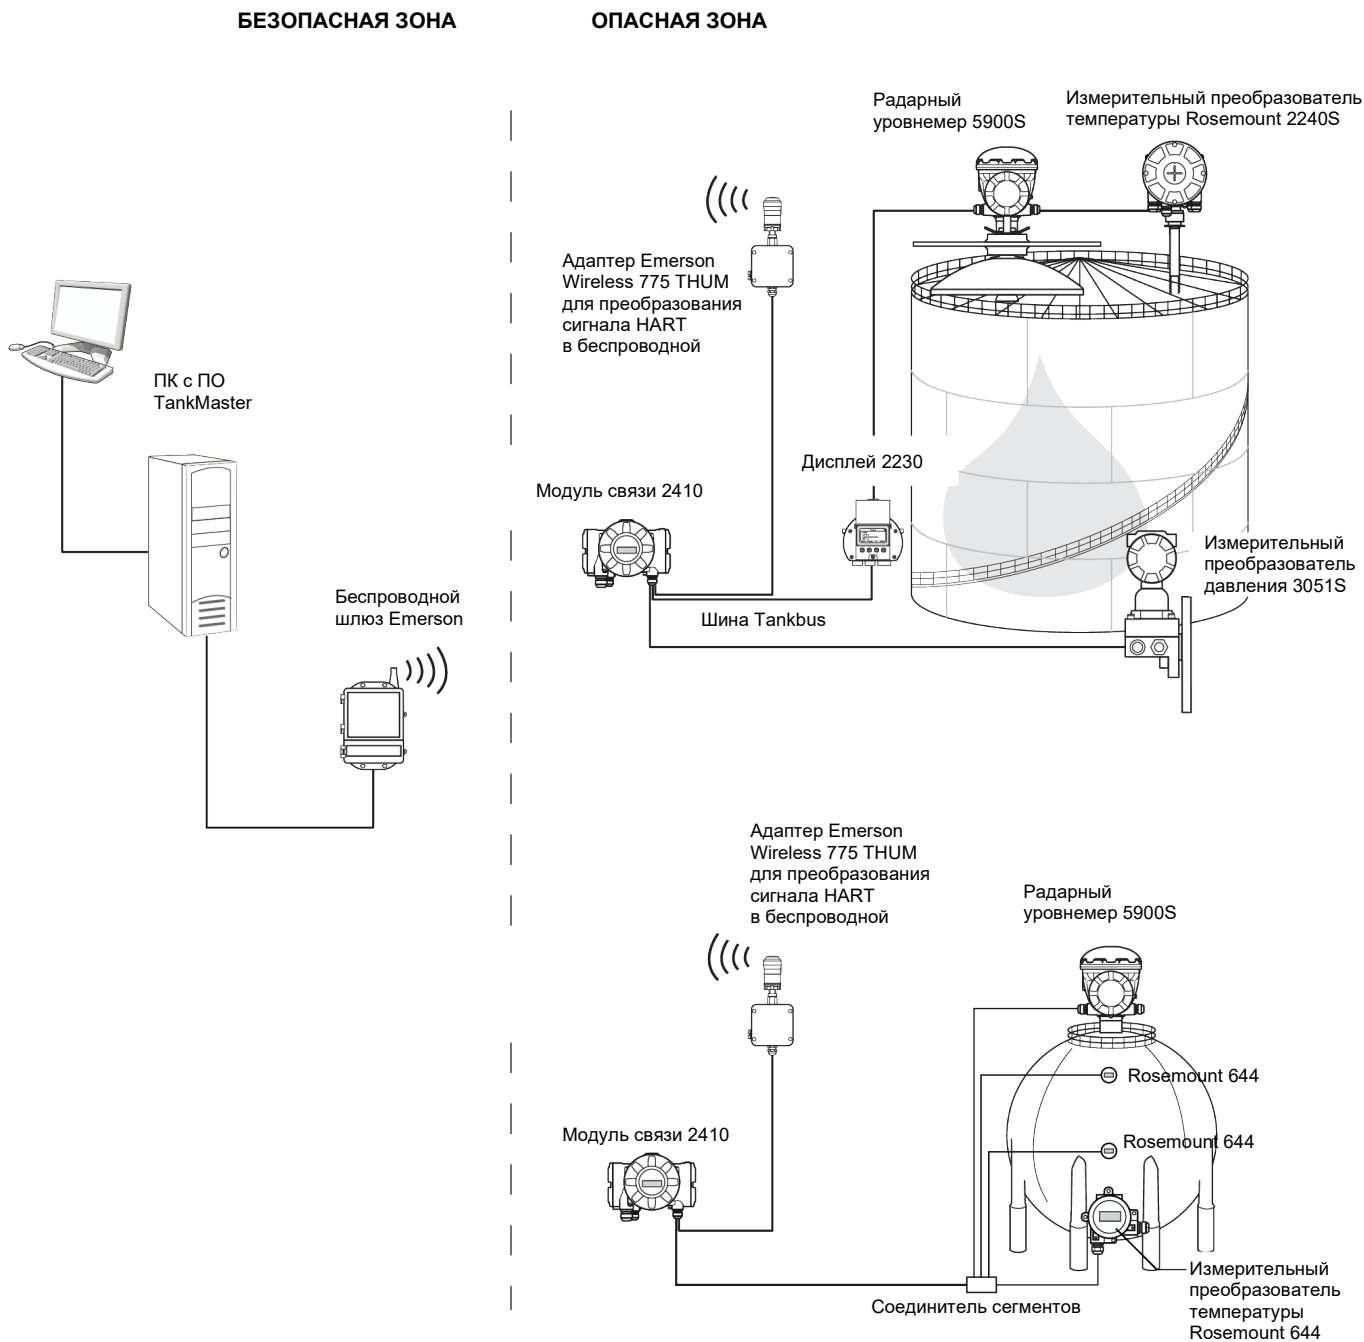 БЕЗОПАСНАЯ ЗОНА
ОПАСНАЯ ЗОНА
Радарный
уровнемер 5900S
Измерительный преобразователь
температуры Rosemount 2240S
Адаптер Emerson
Wireless 775 THUM
для преобразования
сигнала HART
в беспроводной
ПК с ПО
TankMaster
Дисплей 2230
Модуль связи 2410
Измерительный
преобразователь
давления 3051S
Беспроводной
шлюз Emerson
Шина Tankbus
Адаптер Emerson
Wireless 775 THUM
для преобразования
сигнала HART
в беспроводной
Радарный
уровнемер 5900S
Rosemount 644
Модуль связи 2410
Rosemount 644
Соединитель сегментов
Измерительный
преобразователь
температуры
Rosemount 644